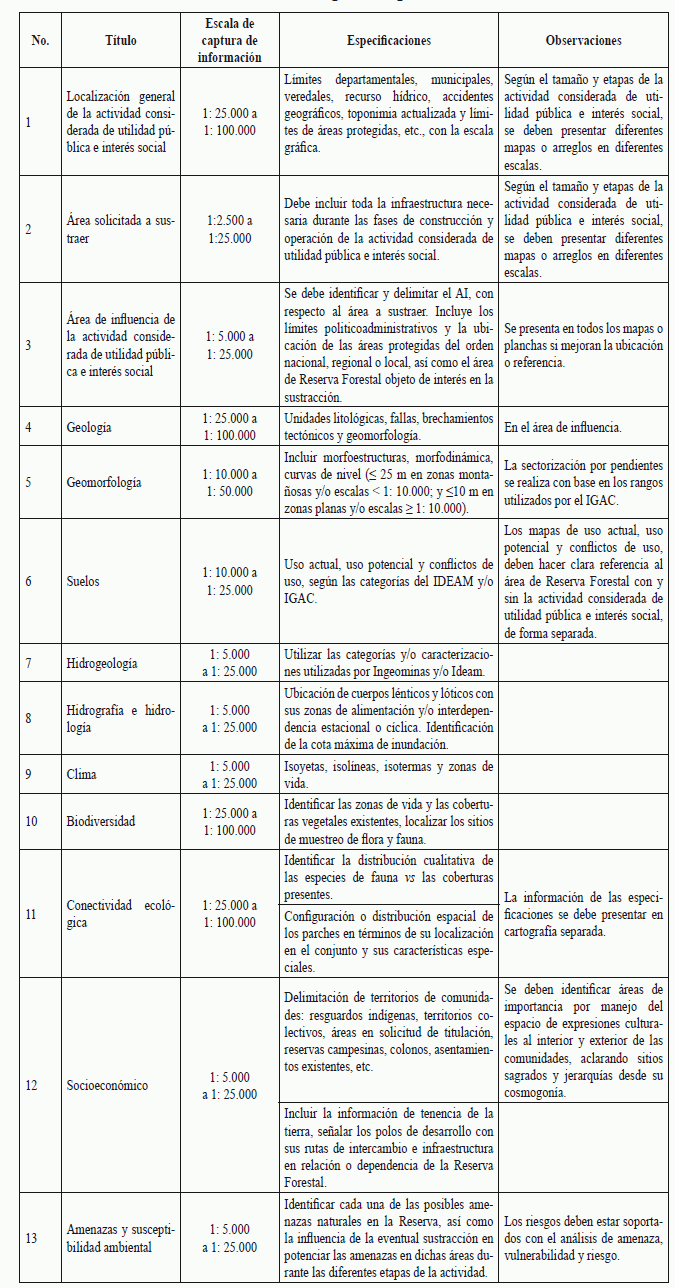 No.
Título
Escala de
captura de
información
Especificaciones
Observaciones
1
Localización general
de la actividad consi-
derada de utilidad pú-
blica e interés social
1: 25.000 a
1: 100.000
Límites departamentales, municipales,
veredales, recurso hídrico, accidentes
geográficos, toponimia actualizada y lími-
tes de áreas protegidas, etc., con la escala
gráfica.
Según el tamaño y etapas de la
actividad considerada de uti-
lidad pública e interés social,
se deben presentar diferentes
mapas o arreglos en diferentes
escalas.
2
Área solicitada a sus-
traer
1:2.500 a
1:25.000
Debe incluir toda la infraestructura nece-
saria durante las fases de construcción y
operación de la actividad considerada de
utilidad pública e interés social.
Según el tamaño y etapas de la
actividad considerada de uti-
lidad pública e interés social,
se deben presentar diferentes
mapas o arreglos en diferentes
escalas.
3
Área de influencia de
la actividad conside-
rada de utilidad públi-
ca e interés social
1: 5.000 a
1: 25.000
Se debe identificar y delimitar el AI, con
respecto al área a sustraer. Incluye los
límites politicoadministrativos y la ubi-
cación de las áreas protegidas del orden
nacional, regional o local, así como el área
de Reserva Forestal objeto de interés en la
sustracción.
Se presenta en todos los mapas o
planchas si mejoran la ubicación
o referencia.
4
Geología
1: 25.000 a
1: 100.000
Unidades litológicas, fallas, brechamientos
tectónicos y geomorfología.
En el área de influencia.
5
Geomorfología
1: 10.000 a
1: 50.000
Incluir morfoestructuras, morfodinámica,
curvas de nivel (≤ 25 m en zonas monta-
ñosas y/o escalas < 1: 10.000; y ≤10 m en
zonas planas y/o escalas ≥ 1: 10.000).
La sectorización por pendientes
se realiza con base en los rangos
utilizados por el IGAC.
6
Suelos
1: 10.000 a
1: 25.000
Uso actual, uso potencial y conflictos de
uso, según las categorías del IDEAM y/o
IGAC.
Los mapas de uso actual, uso
potencial y conflictos de uso,
deben hacer clara referencia al
área de Reserva Forestal con y
sin la actividad considerada de
utilidad pública e interés social,
de forma separada.
7
Hidrogeología
1: 5.000
a 1: 25.000
Utilizar las categorías y/o caracterizacio-
nes utilizadas por Ingeominas y/o Ideam.
8
Hidrografía e hidro-
logía
1: 5.000
a 1: 25.000
Ubicación de cuerpos lénticos y lóticos con
sus zonas de alimentación y/o interdepen-
dencia estacional o cíclica. Identificación
de la cota máxima de inundación.
9
Clima
1: 5.000
a 1: 25.000
Isoyetas, isolíneas, isotermas y zonas de
vida.
10
Biodiversidad
1: 25.000 a
1: 100.000
Identificar las zonas de vida y las cobertu-
ras vegetales existentes, localizar los sitios
de muestreo de flora y fauna.
11
Conectividad ecoló-
gica
1: 25.000 a
1: 100.000
Identificar la distribución cualitativa de
las especies de fauna vs las coberturas
presentes.
Configuración o distribución espacial de
los parches en términos de su localización
en el conjunto y sus características espe-
ciales.
La información de las especi-
ficaciones se debe presentar en
cartografía separada.
12
Socioeconómico
1: 5.000
a 1: 25.000
Delimitación de territorios de comunida-
des: resguardos indígenas, territorios co-
lectivos, áreas en solicitud de titulación,
reservas campesinas, colonos, asentamien-
tos existentes, etc.
Se deben identificar áreas de
importancia por manejo del
espacio de expresiones cultura-
les al interior y exterior de las
comunidades, aclarando sitios
sagrados y jerarquías desde su
cosmogonía.
Incluir la información de tenencia de la
tierra, señalar los polos de desarrollo con
sus rutas de intercambio e infraestructura
en relación o dependencia de la Reserva
Forestal.
13
Amenazas y suscepti-
bilidad ambiental
1: 5.000
a 1: 25.000
Identificar cada una de las posibles ame-
nazas naturales en la Reserva, así como
la influencia de la eventual sustracción en
potenciar las amenazas en dichas áreas du-
rante las diferentes etapas de la actividad.
Los riesgos deben estar soporta-
dos con el análisis de amenaza,
vulnerabilidad y riesgo.